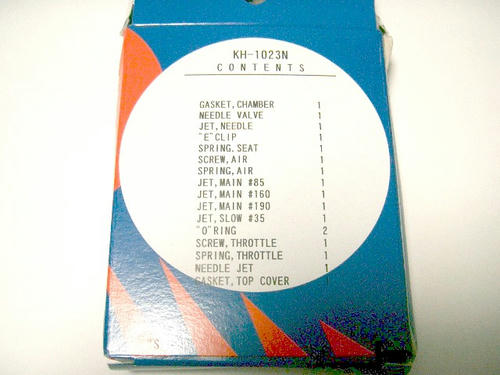 KH-1023N
CONTENTS
GASKET, CHAMBER 1
NEEDLE VALVE 1
JET, NEEDLE 1
"E" CLIP 1
SPRING. SEAT 1
SCREW, AIR 1
SPRING, AIR 1
JET, MAIN #85 1
JET, MAIN #160 1
JET, MAIN #190 1
JET, SLOW #35 1
"O" RING 2
SCREW, THROTTLE 1
SPRING, THROTTLE 1
NEEDLE JET 1
GASKET, TOP COVER 1